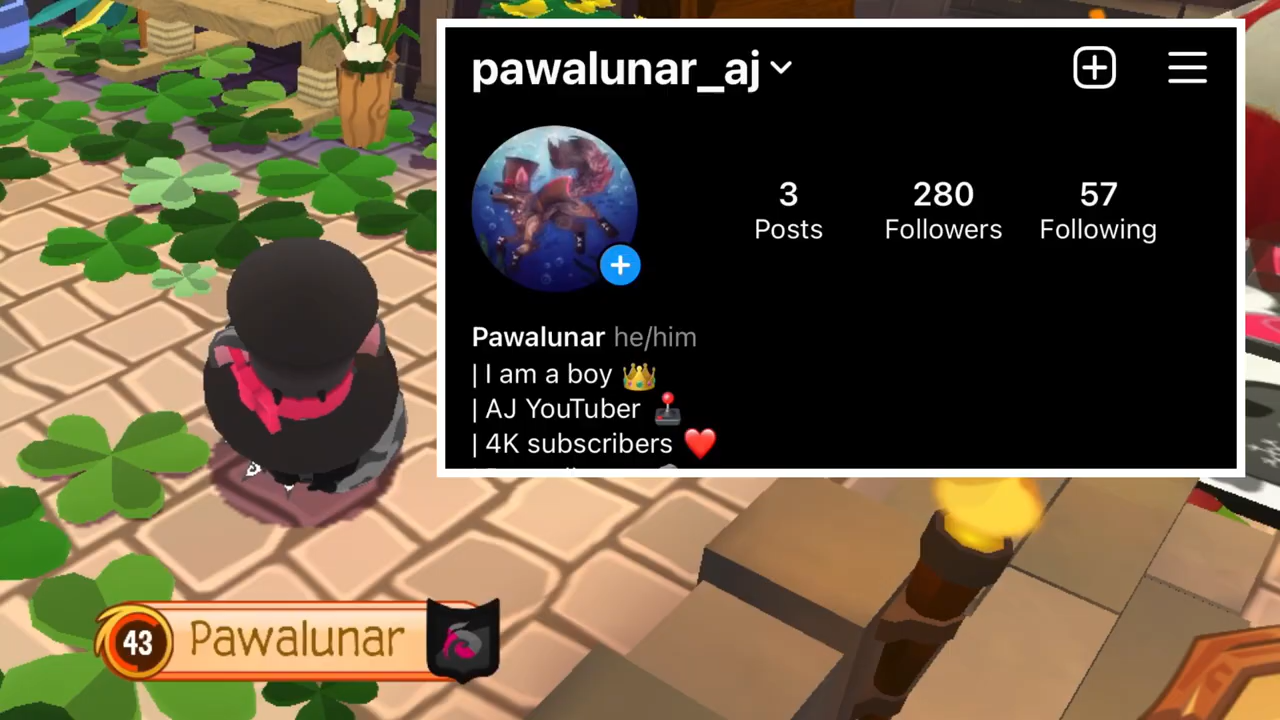 pawalunar_aj
3 280 57
Posts Followers Following
Pawalunar he/him
| I am a boy 👑
| AJ YouTuber 🕹️
| 4K subscribers ❤️
43 Pawalunar